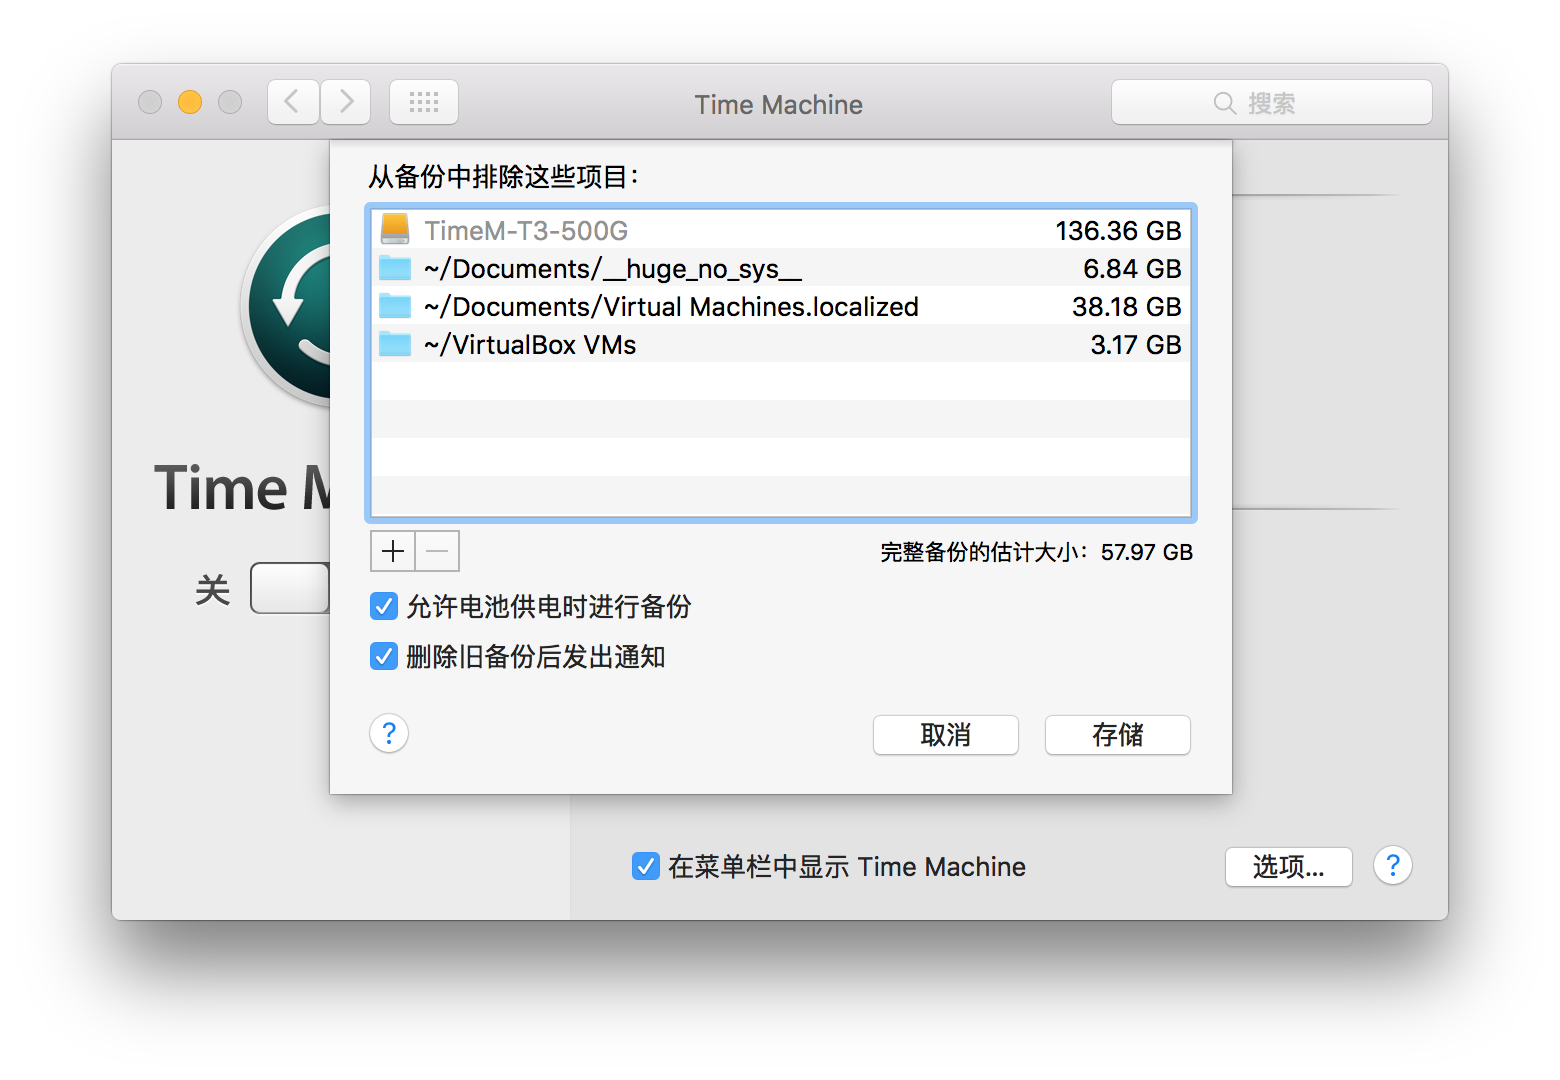 Time Machine
搜索
从备份中排除这些项目：
TimeM-T3-500G 136.36 GB
~/Documents/__huge_no_sys__ 6.84 GB
~/Documents/Virtual Machines.localized 38.18 GB
~/VirtualBox VMs 3.17 GB
Time M
完整备份的估计大小： 57.97 GB
关
允许电池供电时进行备份
删除旧备份后发出通知
?
取消
存储
在菜单栏中显示 Time Machine
选项...
?